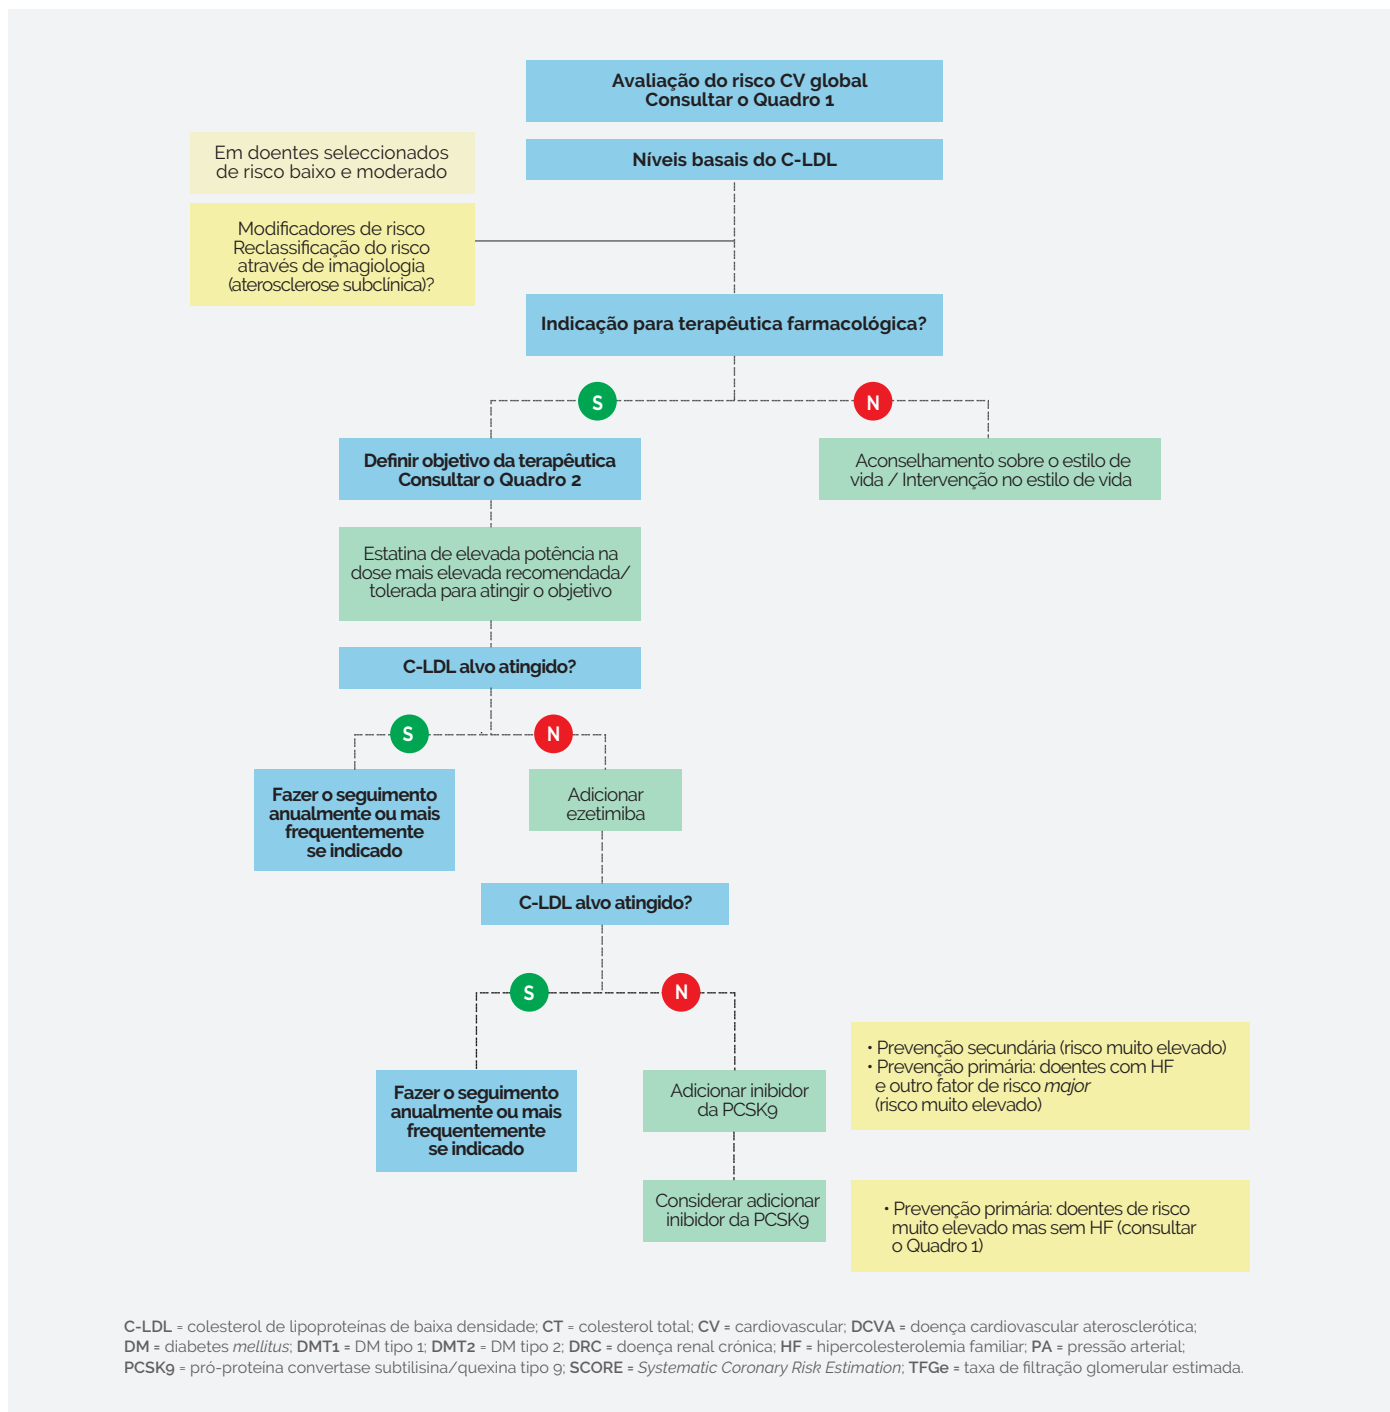 Avaliação do risco CV global
Consultar o Quadro 1
Em doentes seleccionados
de risco baixo e moderado
Níveis basais do C-LDL
Modificadores de risco
Reclassificação do risco
através de imagiologia
(aterosclerose subclínica)?
Indicação para terapêutica farmacológica?
S
N
Definir objetivo da terapêutica
Consultar o Quadro 2
Aconselhamento sobre o estilo de
vida / Intervenção no estilo de vida
Estatina de elevada potência na
dose mais elevada recomendada/
tolerada para atingir o objetivo
C-LDL alvo atingido?
S
N
Fazer o seguimento
anualmente ou mais
frequentemente
se indicado
Adicionar
ezetimiba
C-LDL alvo atingido?
S
N
Fazer o seguimento
anualmente ou mais
frequentemente
se indicado
Adicionar inibidor
da PCSK9
• Prevenção secundária (risco muito elevado)
• Prevenção primária: doentes com HF
e outro fator de risco major
(risco muito elevado)
Considerar adicionar
inibidor da PCSK9
• Prevenção primária: doentes de risco
muito elevado mas sem HF (consultar
o Quadro 1)
C-LDL = colesterol de lipoproteínas de baixa densidade; CT = colesterol total; CV = cardiovascular; DCVA = doença cardiovascular aterosclerótica;
DM = diabetes mellitus; DMT1 = DM tipo 1; DMT2 = DM tipo 2; DRC = doença renal crónica; HF = hipercolesterolemia familiar; PA = pressão arterial;
PCSK9 = pró-proteína convertase subtilisina/quexina tipo 9; SCORE = Systematic Coronary Risk Estimation; TFGe = taxa de filtração glomerular estimada.